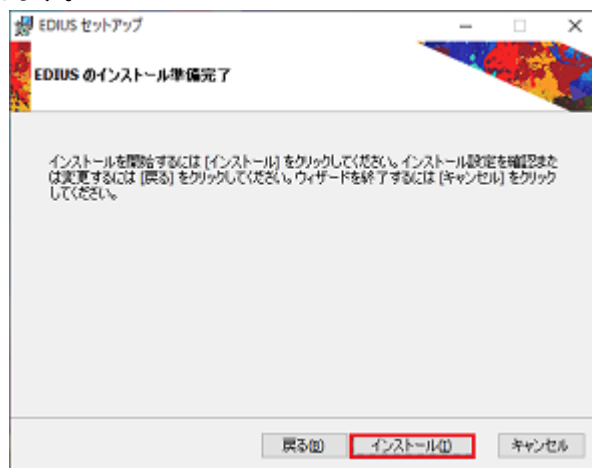 EDIUS セットアップ
EDIUS のインストール準備完了
インストールを開始するには [インストール] をクリックしてください。インストール設定を確認また
は変更するには [戻る] をクリックしてください。ウィザードを終了するには [キャンセル] をクリック
してください。
戻る(B) インストール(I) キャンセル